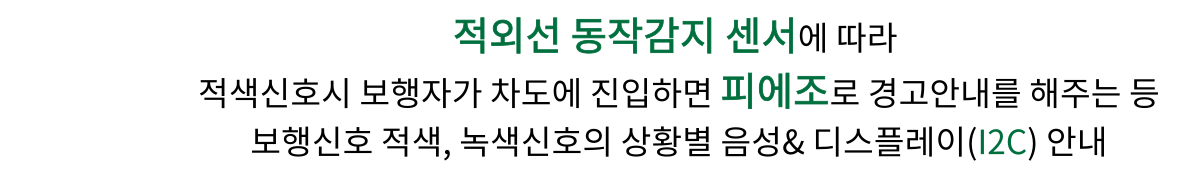 적외선 동작감지 센서에 따라
적색신호시 보행자가 차도에 진입하면 피에조로 경고안내를 해주는 등
보행신호 적색, 녹색신호의 상황별 음성& 디스플레이(I2C) 안내